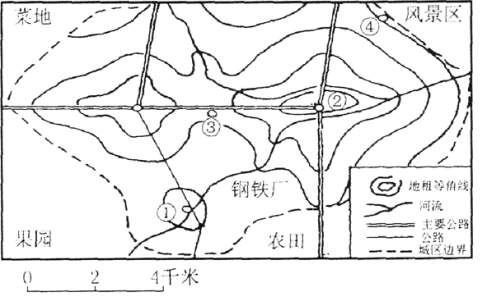 菜地
风景区
④
②
③
钢铁厂
①
果园
农田
地租等值线
河流
主要公路
公路
城区边界
0 2 4千米